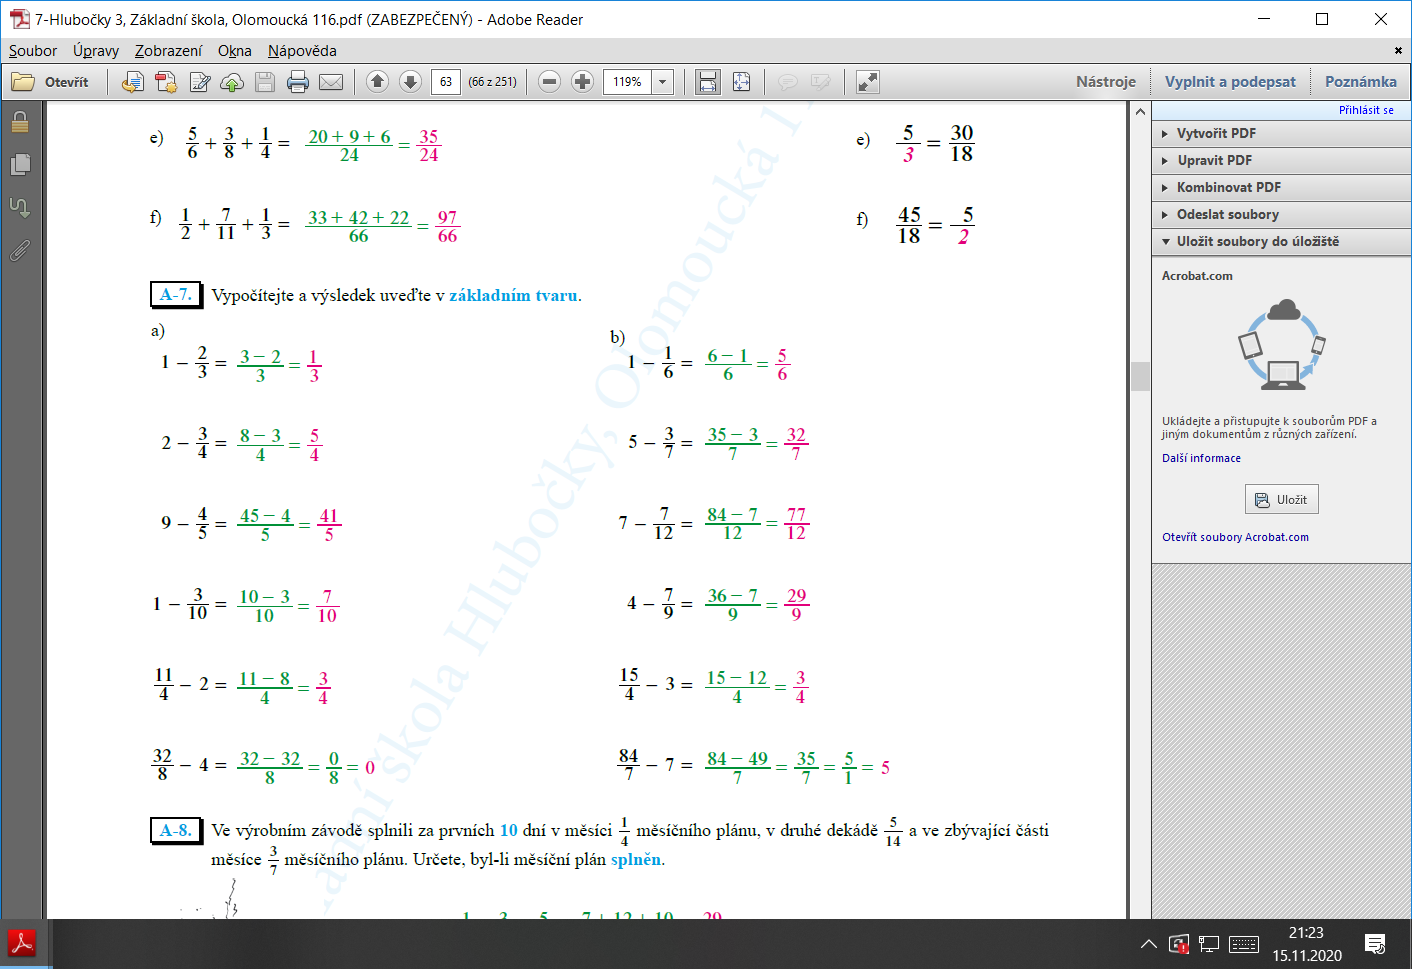 7-Hlubočky 3, Základní škola, Olomoucká 116.pdf (ZABEZPEČENÝ) - Adobe Reader
Soubor Úpravy Zobrazení Okna Nápověda
Otevřít 63 (66 z 251) 119% Nástroje Vyplnit a podepsat Poznámka
Přihlásit se
Vytvořit PDF
Upravit PDF
Kombinovat PDF
Odeslat soubory
Uložit soubory do úložiště
Acrobat.com
Ukládejte a přistupujte k souborům PDF a
jiným dokumentům z různých zařízení.
Další informace
Uložit
Otevřít soubory Acrobat.com
e) 5/6 + 3/8 + 1/4 = 20 + 9 + 6/24 = 35/24
e) 5/3 = 30/18
f) 1/2 + 7/11 + 1/3 = 33 + 42 + 22/66 = 97/66
f) 45/18 = 5/2
A-7. Vypočítejte a výsledek uveďte v základním tvaru.
a)
1 − 2/3 = 3 − 2/3 = 1/3
2 − 3/4 = 8 − 3/4 = 5/4
9 − 4/5 = 45 − 4/5 = 41/5
1 − 3/10 = 10 − 3/10 = 7/10
11/4 − 2 = 11 − 8/4 = 3/4
32/8 − 4 = 32 − 32/8 = 0/8 = 0
b)
1 − 1/6 = 6 − 1/6 = 5/6
5 − 3/7 = 35 − 3/7 = 32/7
7 − 7/12 = 84 − 7/12 = 77/12
4 − 7/9 = 36 − 7/9 = 29/9
15/4 − 3 = 15 − 12/4 = 3/4
84/7 − 7 = 84 − 49/7 = 35/7 = 5/1 = 5
A-8. Ve výrobním závodě splnili za prvních 10 dní v měsíci 1/4 měsíčního plánu, v druhé dekádě 5/14 a ve zbývající části
měsíce 3/7 měsíčního plánu. Určete, byl-li měsíční plán splněn.
1 3 5 7 + 12 + 10 29
škola Hlubočky, Olomoucká 1
21:23
15.11.2020